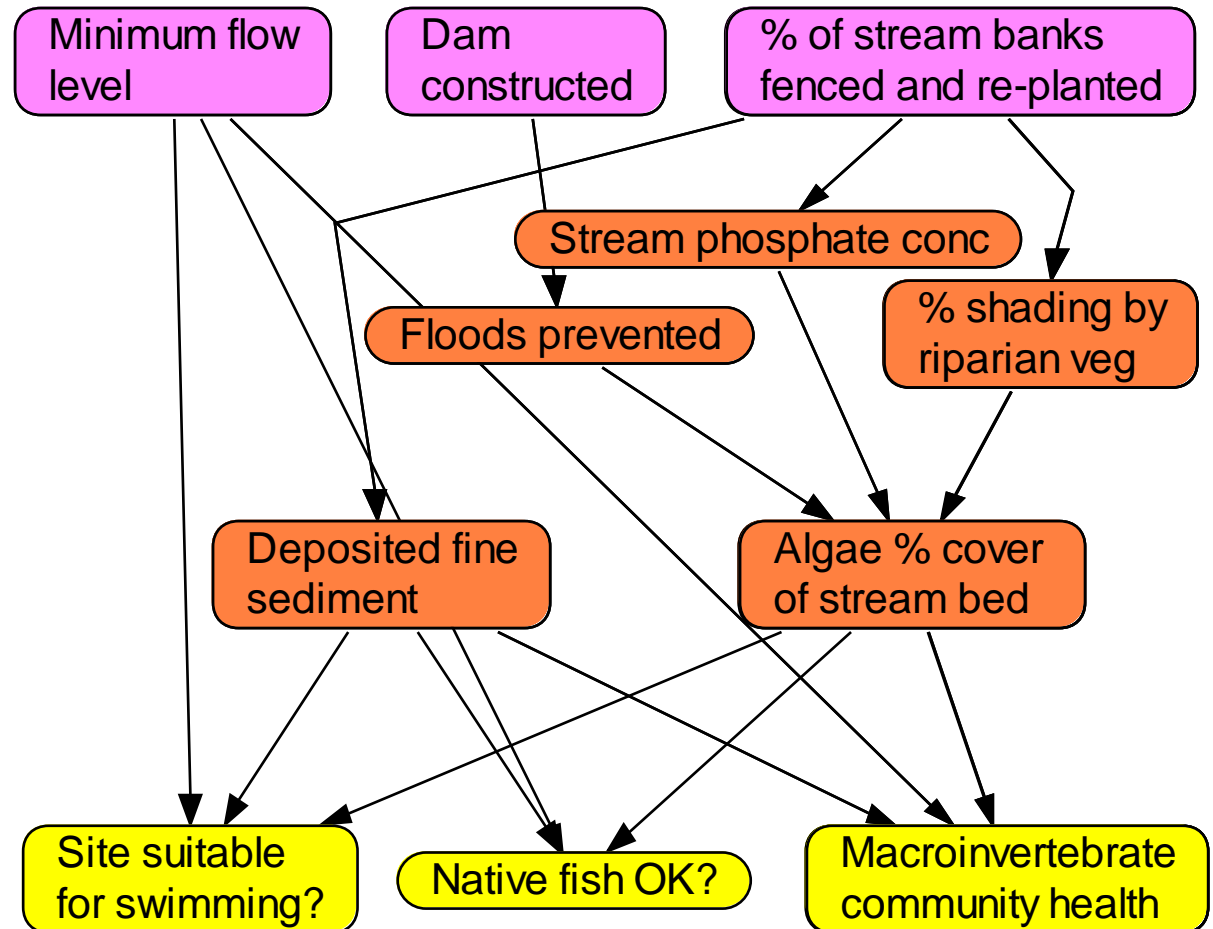 Minimum flow
level
Dam
constructed
% of stream banks
fenced and re-planted
Stream phosphate conc
% shading by
riparian veg
Floods prevented
Deposited fine
sediment
Algae % cover
of stream bed
Site suitable
for swimming?
Native fish OK?
Macroinvertebrate
community health